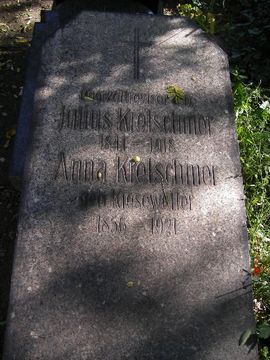 Julius Kretschmer
1841 - 1918
Anna Kretschmer
geb. Kiesewetter
1856 - 1921